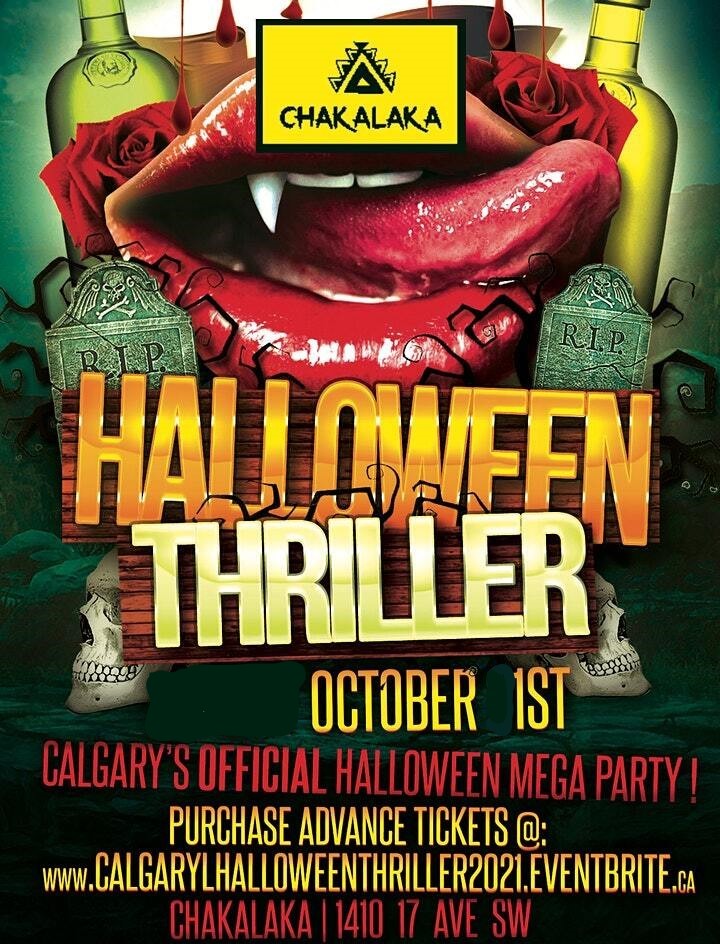 CHAKALAKA
R.I.P.
R.I.P.
HALLOWEEN
THRILLER
OCTOBER 1ST
CALGARY'S OFFICIAL HALLOWEEN MEGA PARTY !
PURCHASE ADVANCE TICKETS @:
WWW.CALGARYLHALLOWEENTHRILLER2021.EVENTBRITE.CA
CHAKALAKA | 1410 17 AVE SW